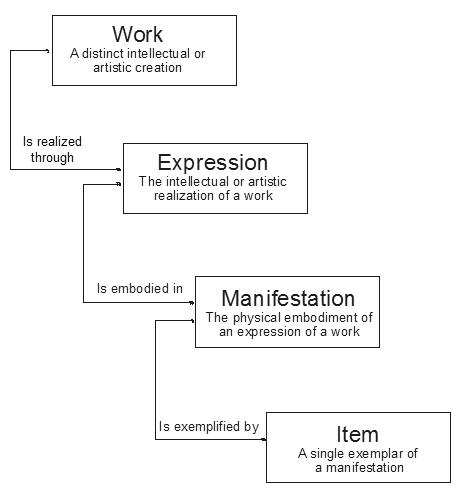 Work
A distinct intellectual or
artistic creation
Is realized
through
Expression
The intellectual or artistic
realization of a work
Is embodied in
Manifestation
The physical embodiment of
an expression of a work
Is exemplified by
Item
A single exemplar of
a manifestation